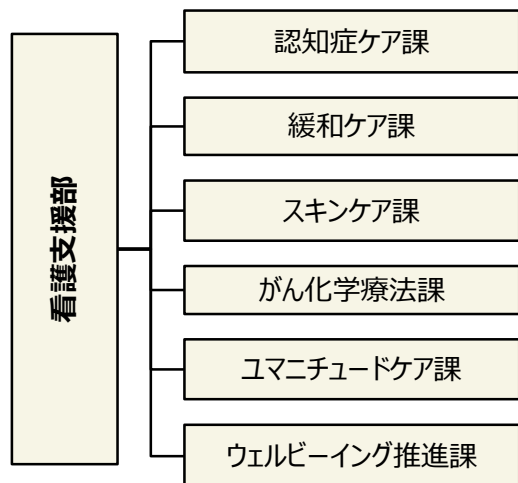 看護支援部
認知症ケア課
緩和ケア課
スキンケア課
がん化学療法課
ユマニチュードケア課
ウェルビーイング推進課